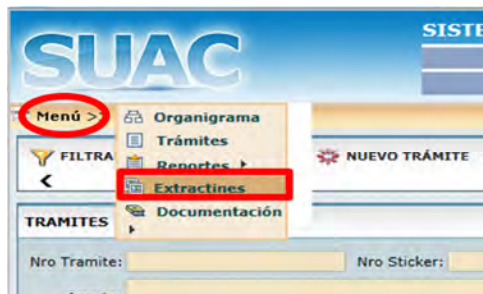 SUAC
SISTE
Menú >
Organigrama
Trámites
Reportes
Extractines
Documentación
FILTRA
NUEVO TRÁMITE
TRAMITES
Nro Tramite:
Nro Sticker: